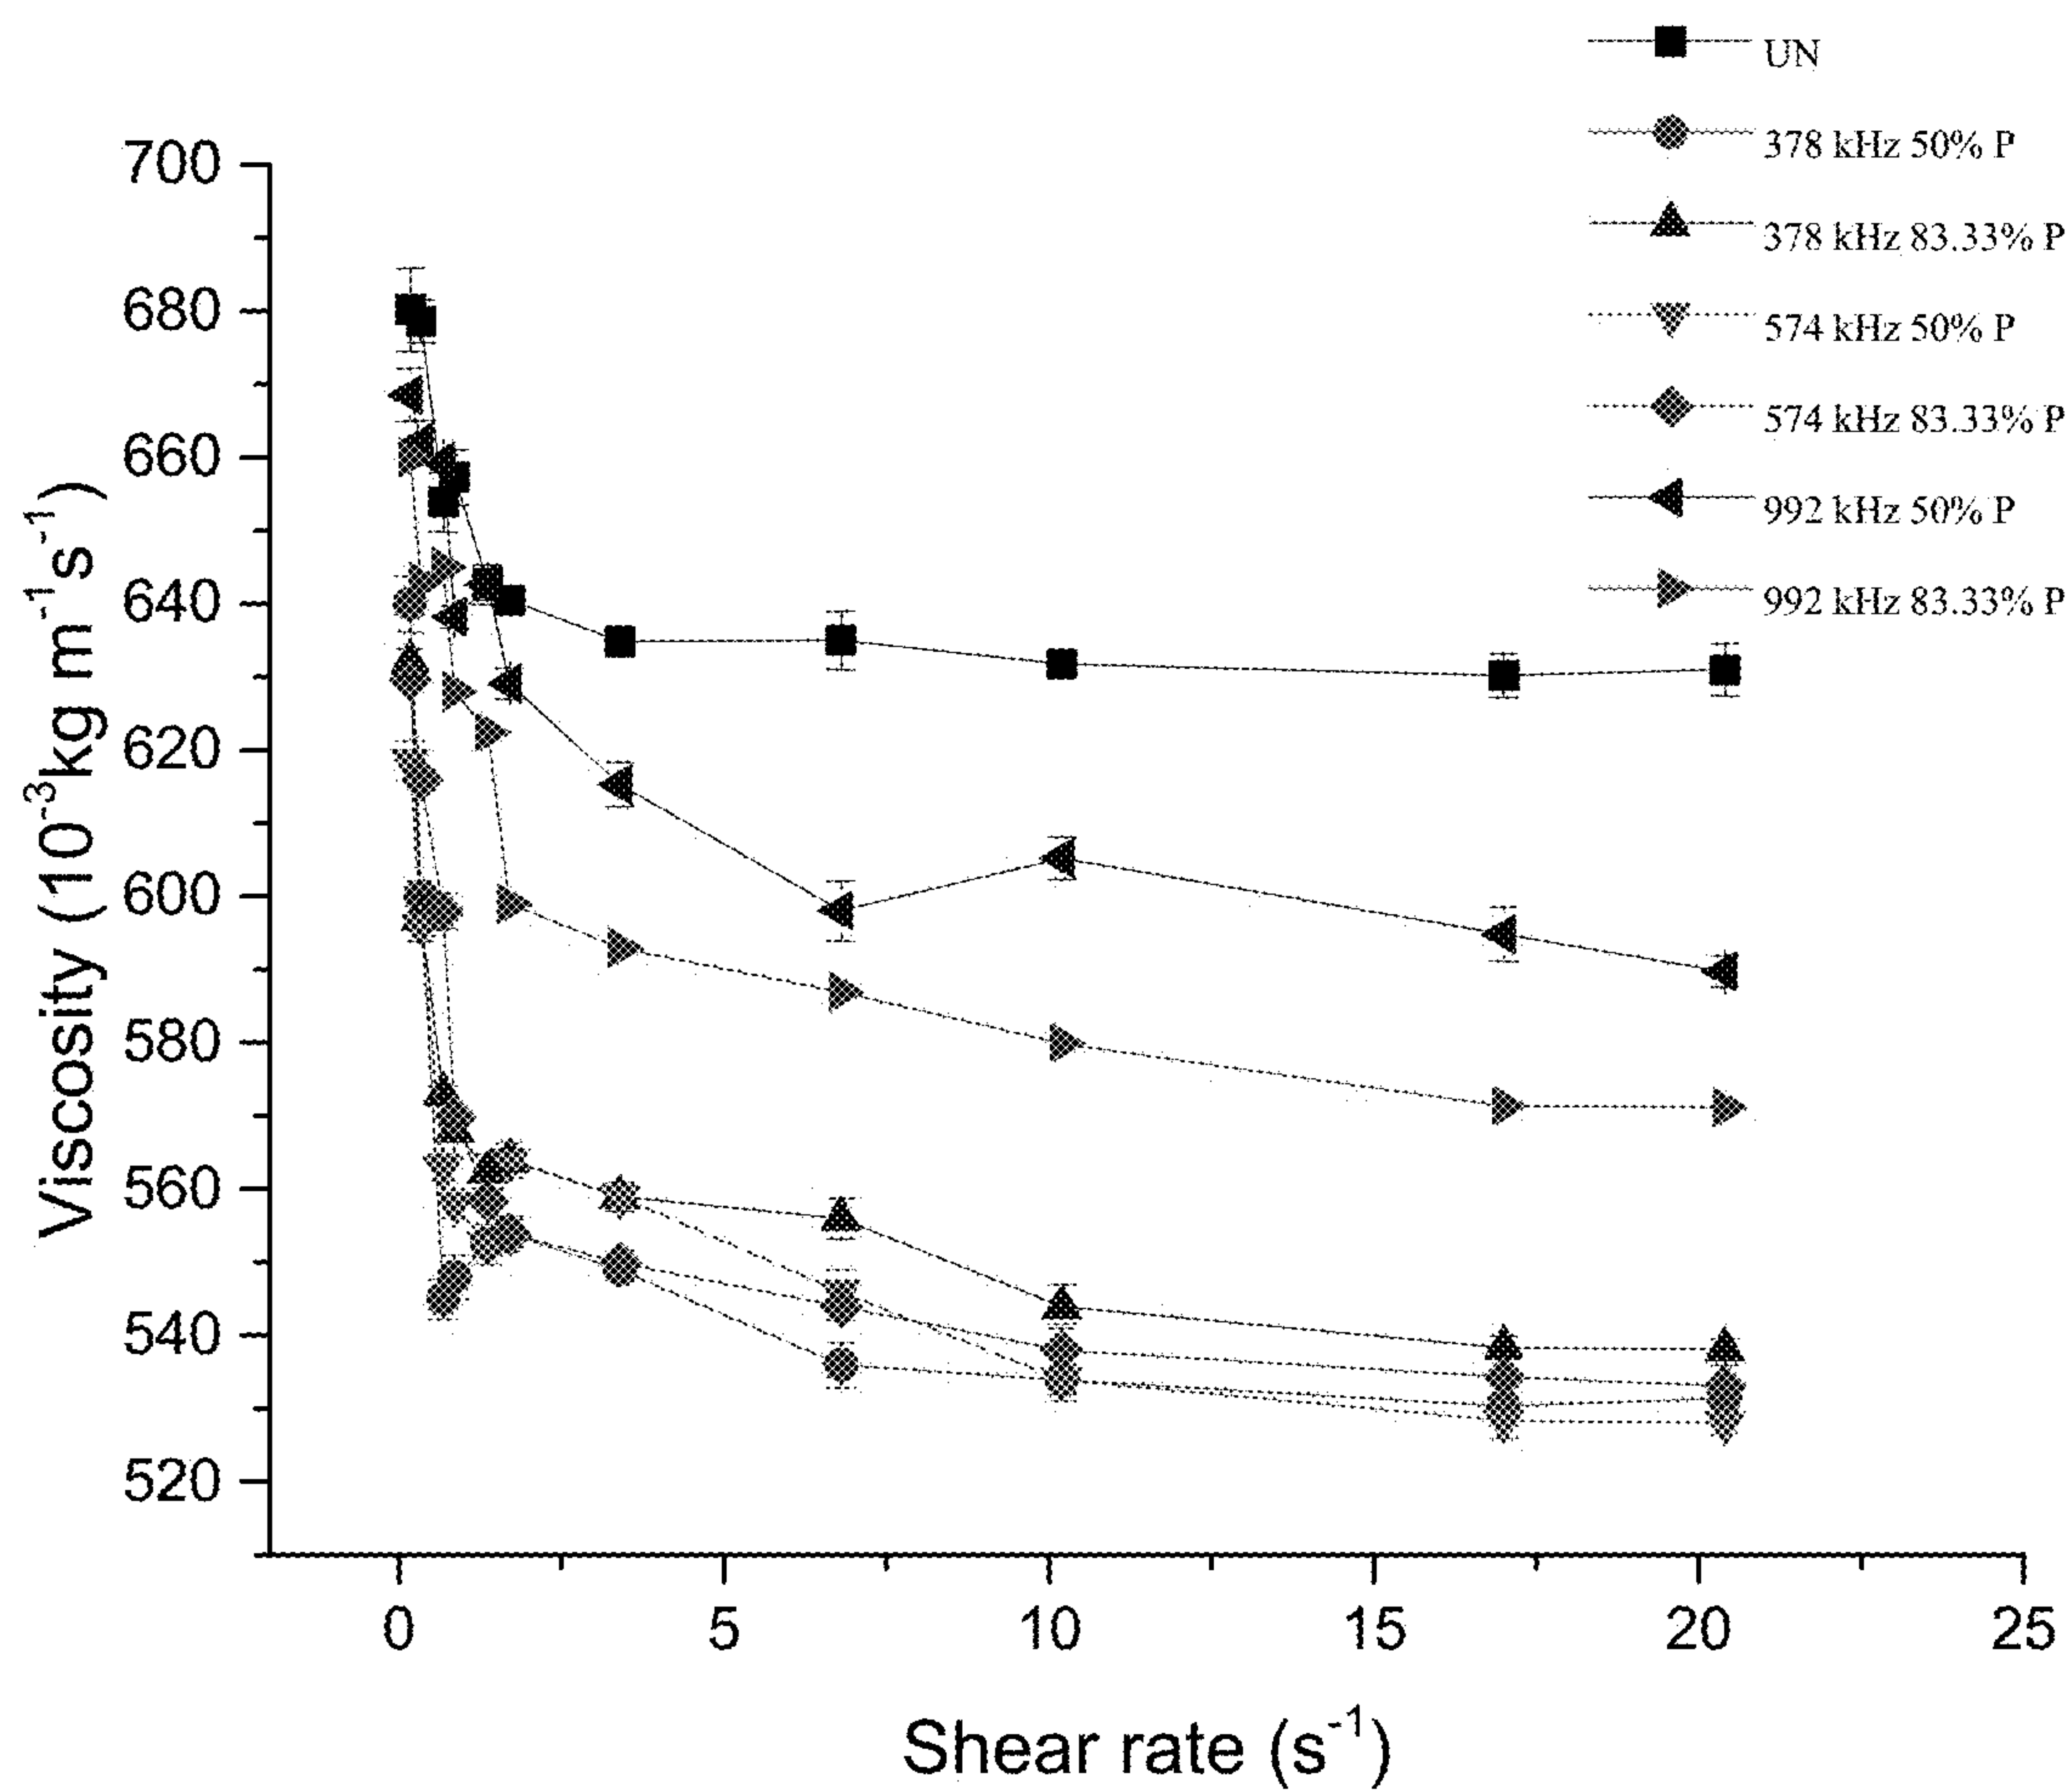 UN
378 kHz 50% P
378 kHz 83.33% P
574 kHz 50% P
574 kHz 83.33% P
992 kHz 50% P
992 kHz 83.33% P
700
680
660
640
620
600
580
560
540
520
Viscosity (10⁻³kg m⁻¹s⁻¹)
0 5 10 15 20 25
Shear rate (s⁻¹)